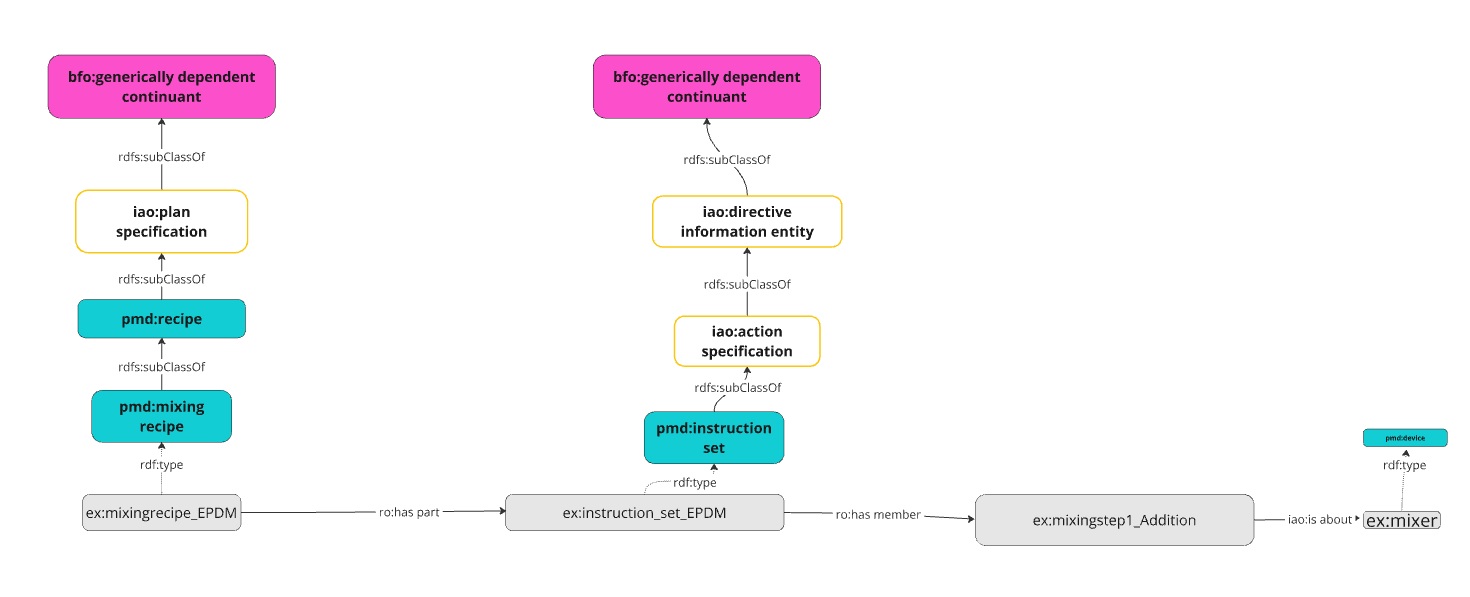 bfo:generically dependent
continuant
bfo:generically dependent
continuant
rdfs:subClassOf
rdfs:subClassOf
iao:plan
specification
iao:directive
information entity
rdfs:subClassOf
rdfs:subClassOf
pmd:recipe
iao:action
specification
rdfs:subClassOf
rdfs:subClassOf
pmd:mixing
recipe
pmd:instruction
set
pmd:device
rdf:type
rdf:type
rdf:type
ex:mixingrecipe_EPDM
ro:has part
ex:instruction_set_EPDM
ro:has member
ex:mixingstep1_Addition
iao:is about
ex:mixer